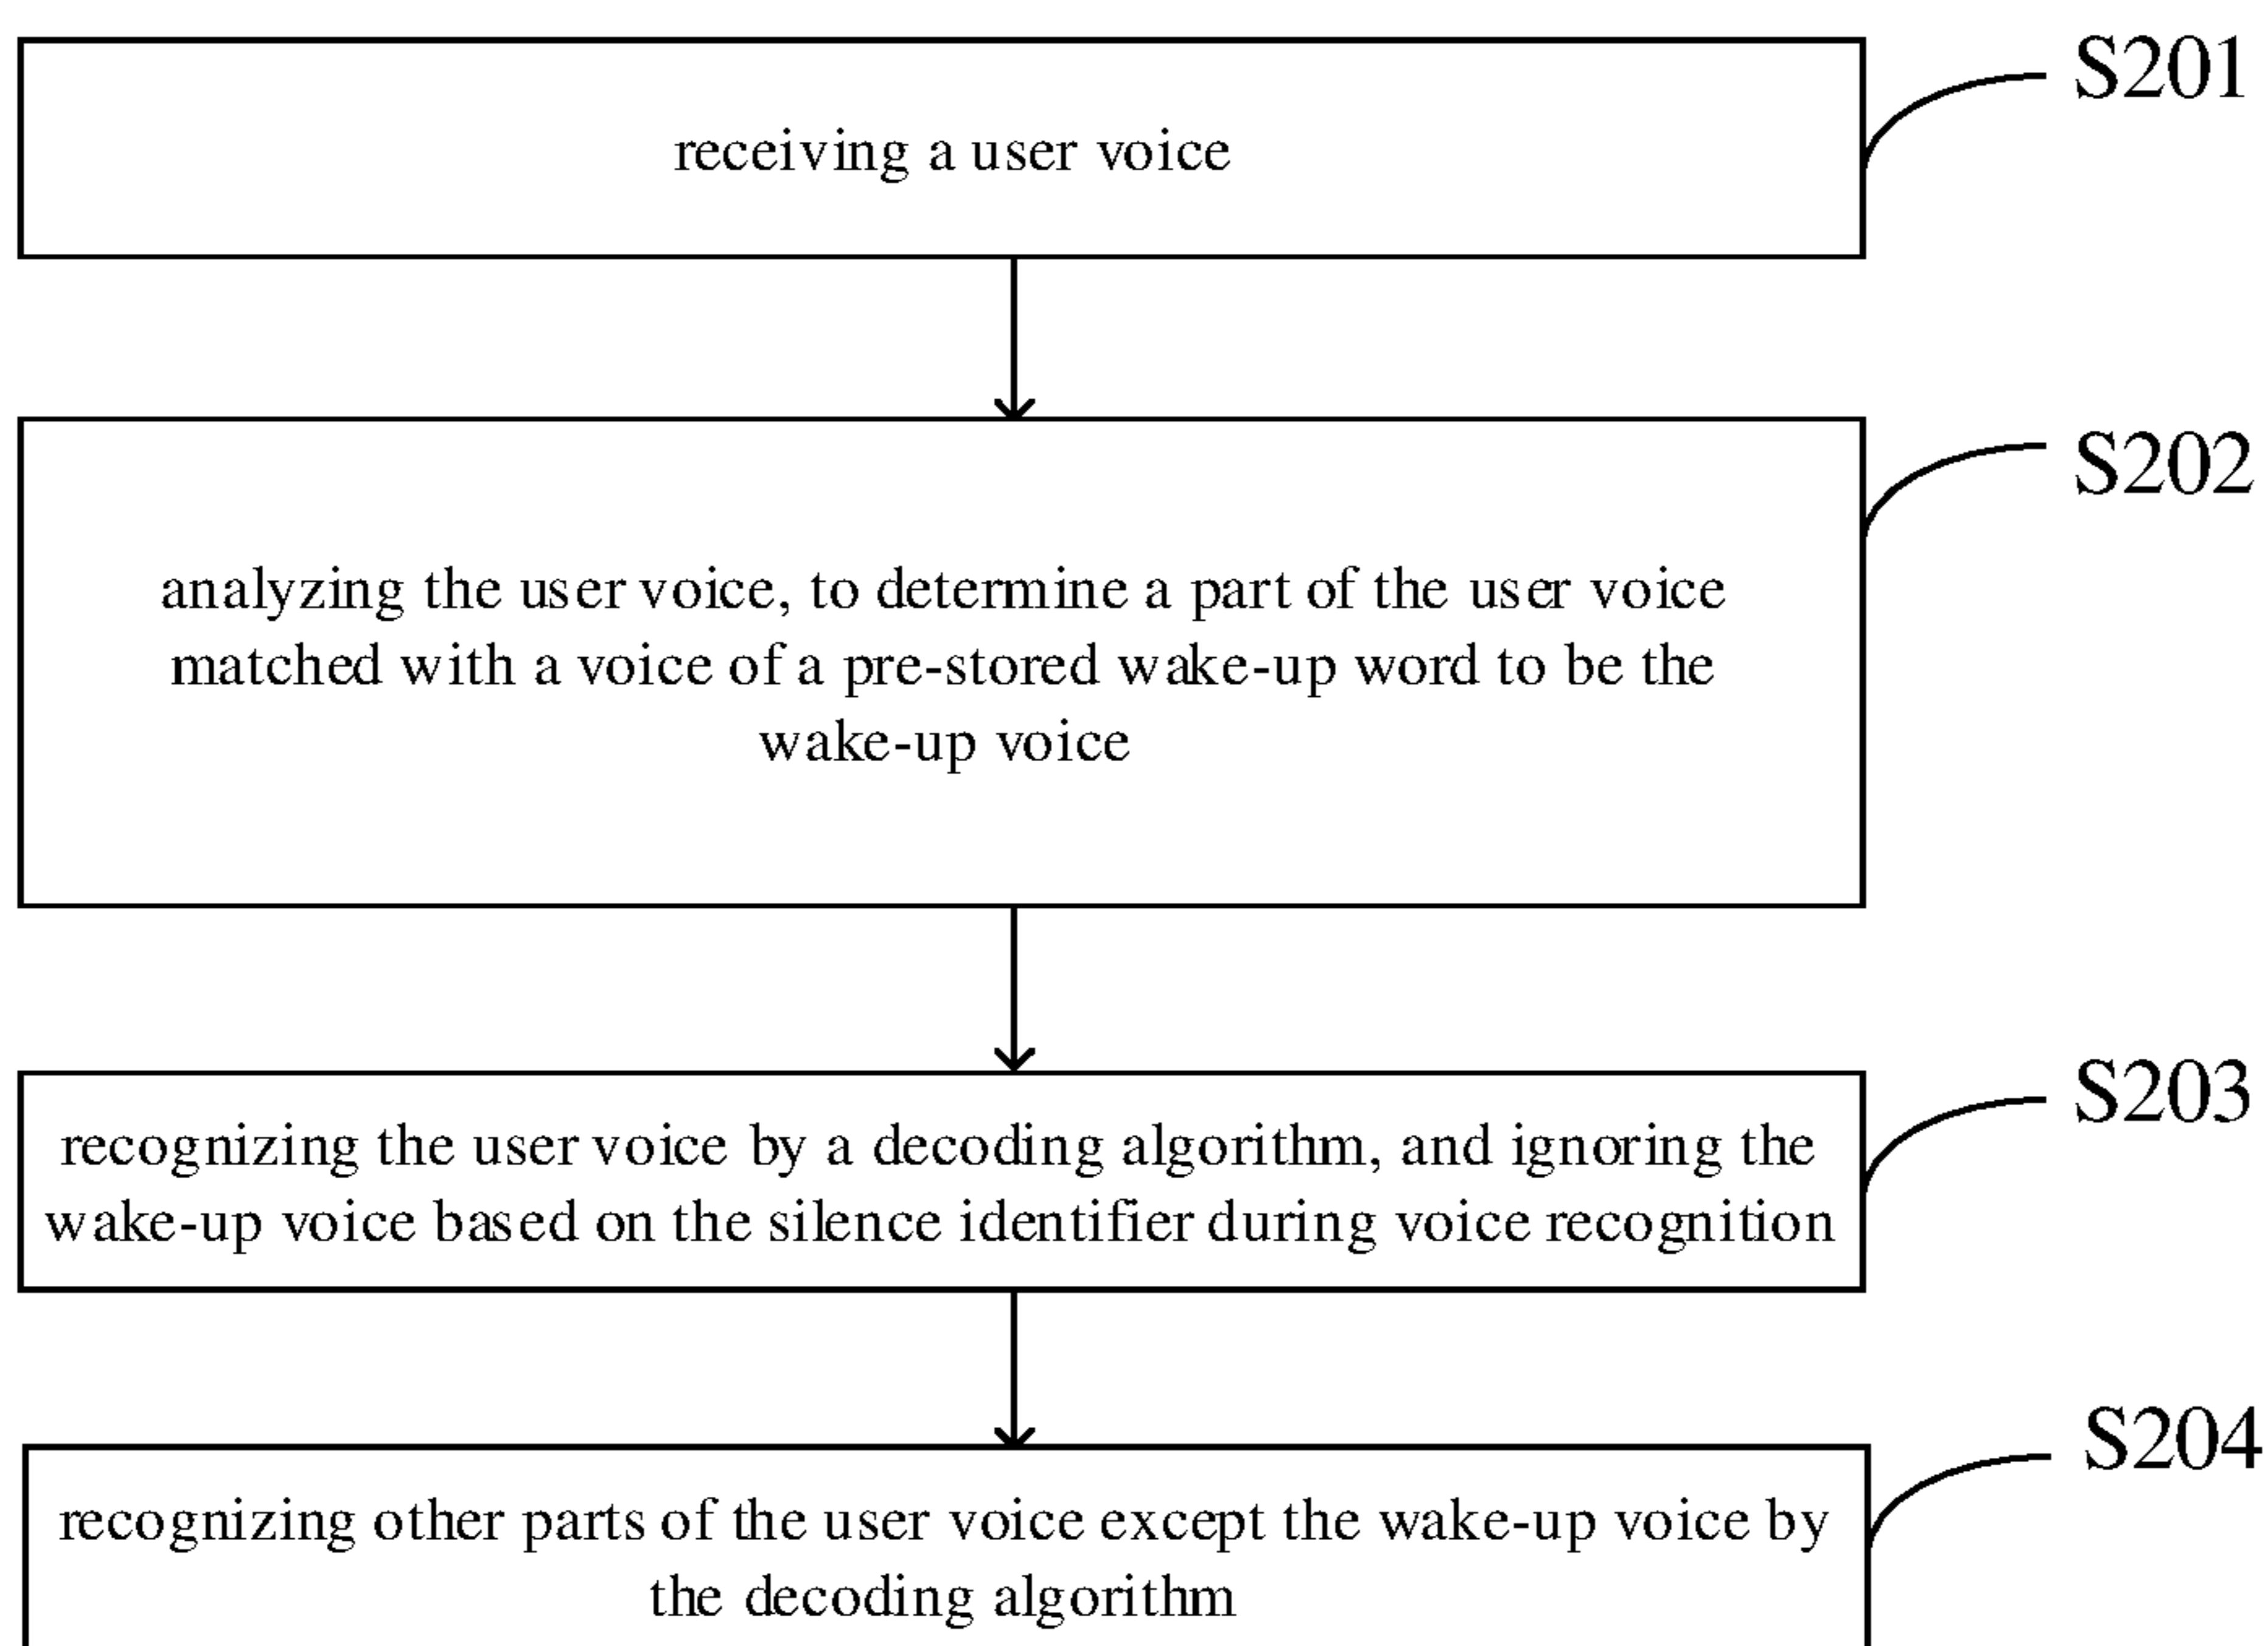 S201
receiving a user voice
S202
analyzing the user voice, to determine a part of the user voice
matched with a voice of a pre-stored wake-up word to be the
wake-up voice
S203
recognizing the user voice by a decoding algorithm, and ignoring the
wake-up voice based on the silence identifier during voice recognition
S204
recognizing other parts of the user voice except the wake-up voice by
the decoding algorithm